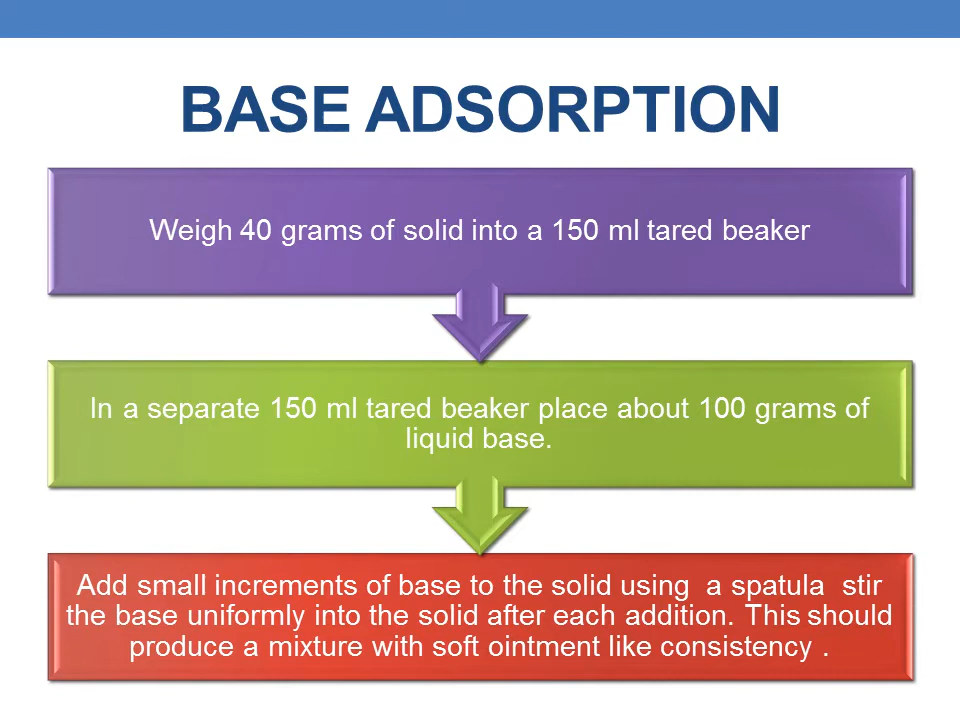 BASE ADSORPTION
Weigh 40 grams of solid into a 150 ml tared beaker
In a separate 150 ml tared beaker place about 100 grams of
liquid base.
Add small increments of base to the solid using  a spatula  stir
the base uniformly into the solid after each addition. This should
produce a mixture with soft ointment like consistency .